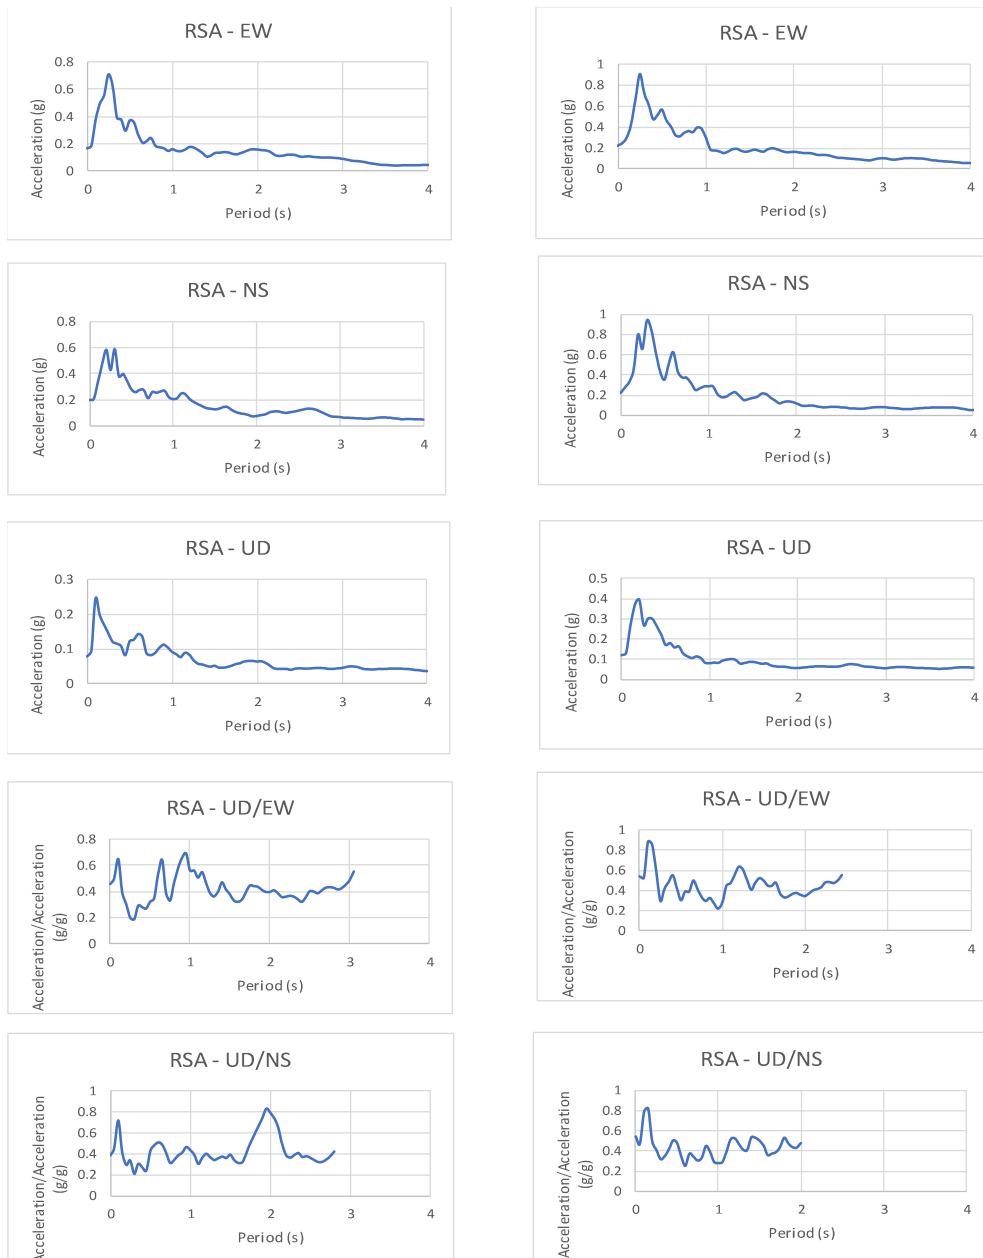 RSA - EW
0.8
0.6
0.4
0.2
0
Acceleration (g)
0 1 2 3 4
Period (s)
RSA - EW
1
0.8
0.6
0.4
0.2
0
Acceleration (g)
0 1 2 3 4
Period (s)
RSA - NS
0.8
0.6
0.4
0.2
0
Acceleration (g)
0 1 2 3 4
Period (s)
RSA - NS
1
0.8
0.6
0.4
0.2
0
Acceleration (g)
0 1 2 3 4
Period (s)
RSA - UD
0.3
0.2
0.1
0
Acceleration (g)
0 1 2 3 4
Period (s)
RSA - UD
0.5
0.4
0.3
0.2
0.1
0
Acceleration (g)
0 1 2 3 4
Period (s)
RSA - UD/EW
0.8
0.6
0.4
0.2
0
Acceleration/Acceleration
(g/g)
0 1 2 3 4
Period (s)
RSA - UD/EW
1
0.8
0.6
0.4
0.2
0
Acceleration/Acceleration
(g/g)
0 1 2 3 4
Period (s)
RSA - UD/NS
1
0.8
0.6
0.4
0.2
0
Acceleration/Acceleration
(g/g)
0 1 2 3 4
Period (s)
RSA - UD/NS
1
0.8
0.6
0.4
0.2
0
Acceleration/Acceleration
(g/g)
0 1 2 3 4
Period (s)